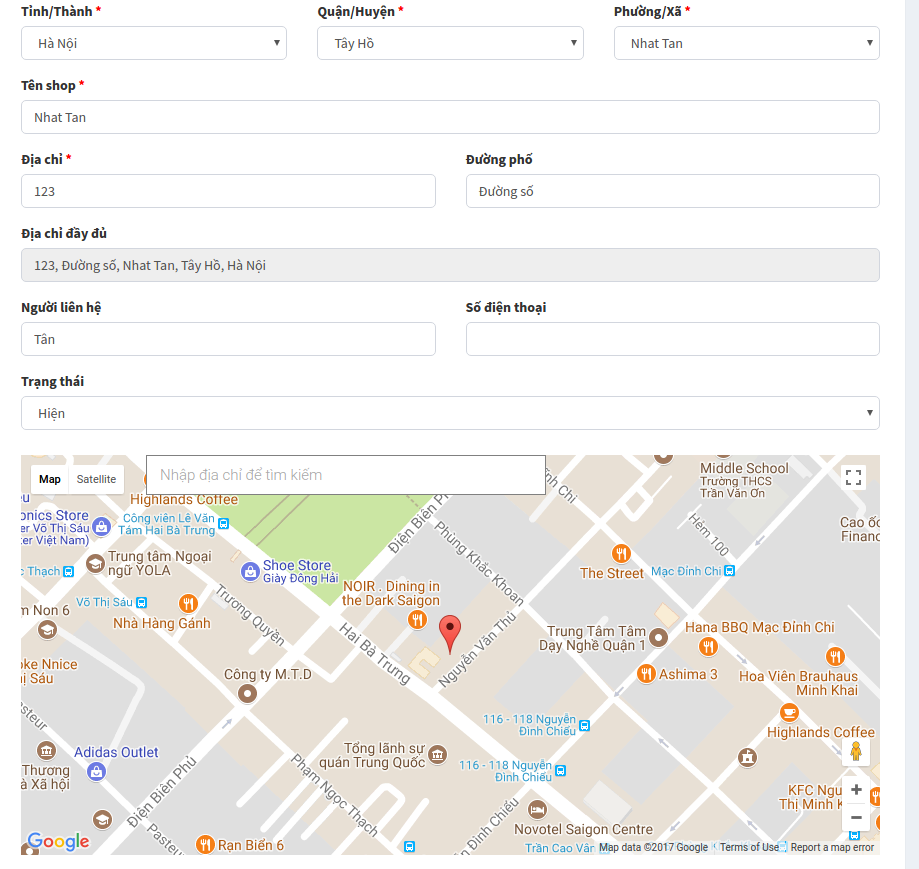 Tỉnh/Thành *
Quận/Huyện *
Phường/Xã *
Hà Nội
Tây Hồ
Nhat Tan
Tên shop *
Nhat Tan
Địa chỉ *
Đường phố
123
Đường số
Địa chỉ đầy đủ
123, Đường số, Nhat Tan, Tây Hồ, Hà Nội
Người liên hệ
Số điện thoại
Tân
Trạng thái
Hiện
Map
Satellite
Nhập địa chỉ để tìm kiếm
Middle School
Trường THCS
Trần Văn Ơn
Highlands Coffee
onics Store
er Võ Thị Sáu
ter Việt Nam)
Công viên Lê Văn
Tám Hai Bà Trưng
Điện Biên
Hẻm 100
Cao ốc
Financ
Phùng Khắc Khoan
Trung tâm Ngoại
ngữ YOLA
Shoe Store
Giày Đông Hải
Thạch
The Street
Mạc Đĩnh Chi
NOIR . Dining in
the Dark Saigon
Võ Thị Sáu
Trương Quyền
m Non 6
Nhà Hàng Gánh
Hai Bà Trưng
Nguyễn Văn Thủ
Trung Tâm Tâm
Dạy Nghề Quận 1
Hana BBQ Mạc Đĩnh Chi
oke Nnice
Sáu
Công ty M.T.D
Ashima 3
Hoa Viên Brauhaus
Minh Khai
asteur
116 - 118 Nguyễn
Đình Chiểu
Highlands Coffee
Adidas Outlet
Tổng lãnh sự
quán Trung Quốc
116 - 118 Nguyễn
Đình Chiểu
Thương
à Xã hội
Điện Biên Phủ
Phạm Ngọc Thạch
KFC Ngu
Thị Minh K
Đình Chiểu
Novotel Saigon Centre
Pasteu
Google
Ran Biển 6
Trần Cao Vân
Map data ©2017 Google
Terms of Use
Report a map error